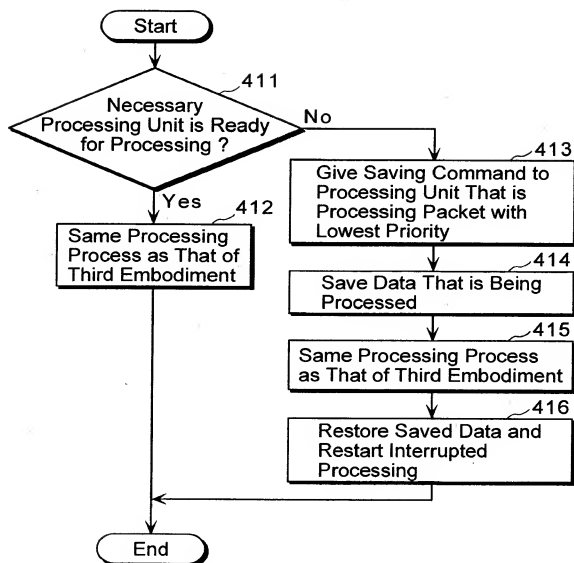 Start
411
Necessary
Processing Unit is Ready
for Processing ?
No
Yes
412
Same Processing
Process as That of
Third Embodiment
413
Give Saving Command to
Processing Unit That is
Processing Packet with
Lowest Priority
414
Save Data That is Being
Processed
415
Same Processing Process
as That of Third Embodiment
416
Restore Saved Data and
Restart Interrupted
Processing
End